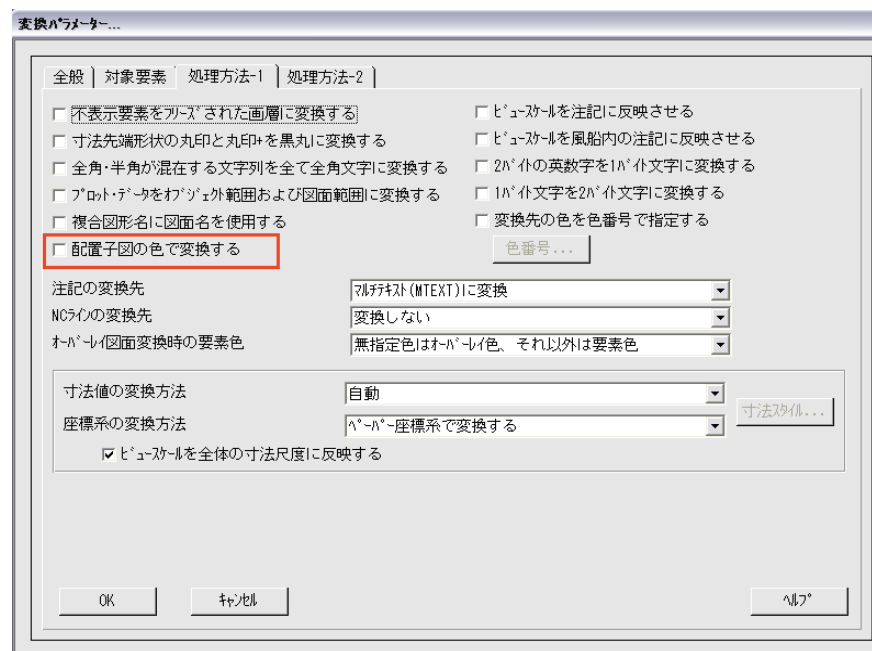 変換ﾊﾟﾗﾒｰﾀｰ...
全般 対象要素 処理方法-1 処理方法-2
不表示要素をﾌﾘｰｽﾞされた画層に変換する
寸法先端形状の丸印と丸印+を黒丸に変換する
全角･半角が混在する文字列を全て全角文字に変換する
ﾌﾟﾛｯﾄ･ﾃﾞｰﾀをｵﾌﾞｼﾞｪｸﾄ範囲および図面範囲に変換する
複合図形名に図面名を使用する
配置子図の色で変換する
ﾋﾞｭｰｽｹｰﾙを注記に反映させる
ﾋﾞｭｰｽｹｰﾙを風船内の注記に反映させる
2ﾊﾞｲﾄの英数字を1ﾊﾞｲﾄ文字に変換する
1ﾊﾞｲﾄ文字を2ﾊﾞｲﾄ文字に変換する
変換先の色を色番号で指定する
色番号...
注記の変換先 ﾏﾙﾁﾃｷｽﾄ(MTEXT)に変換
NCﾗｲﾝの変換先 変換しない
ｵｰﾊﾞｰﾚｲ図面変換時の要素色 無指定色はｵｰﾊﾞｰﾚｲ色、それ以外は要素色
寸法値の変換方法 自動
寸法ｽﾀｲﾙ...
座標系の変換方法 ﾍﾟｰﾊﾟｰ座標系で変換する
ﾋﾞｭｰｽｹｰﾙを全体の寸法尺度に反映する
OK ｷｬﾝｾﾙ ﾍﾙﾌﾟ